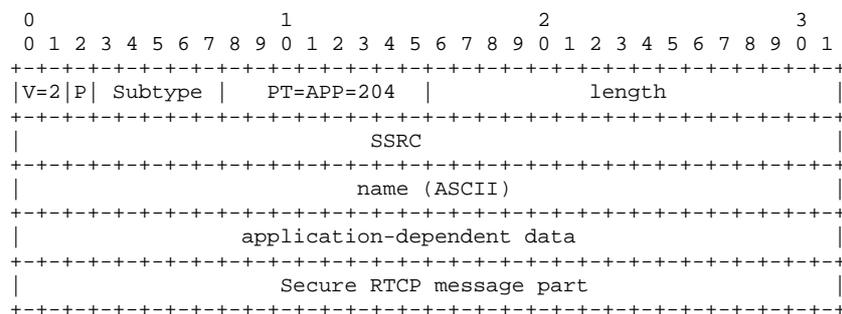 0                   1                   2                   3
0 1 2 3 4 5 6 7 8 9 0 1 2 3 4 5 6 7 8 9 0 1 2 3 4 5 6 7 8 9 0 1
+-+-+-+-+-+-+-+-+-+-+-+-+-+-+-+-+-+-+-+-+-+-+-+-+-+-+-+-+-+-+-+-+
|V=2|P| Subtype |   PT=APP=204  |             length            |
+-+-+-+-+-+-+-+-+-+-+-+-+-+-+-+-+-+-+-+-+-+-+-+-+-+-+-+-+-+-+-+-+
|                            SSRC                               |
+-+-+-+-+-+-+-+-+-+-+-+-+-+-+-+-+-+-+-+-+-+-+-+-+-+-+-+-+-+-+-+-+
|                           name (ASCII)                        |
+-+-+-+-+-+-+-+-+-+-+-+-+-+-+-+-+-+-+-+-+-+-+-+-+-+-+-+-+-+-+-+-+
|                  application-dependent data                   |
+-+-+-+-+-+-+-+-+-+-+-+-+-+-+-+-+-+-+-+-+-+-+-+-+-+-+-+-+-+-+-+-+
|                     Secure RTCP message part                  |
+-+-+-+-+-+-+-+-+-+-+-+-+-+-+-+-+-+-+-+-+-+-+-+-+-+-+-+-+-+-+-+-+